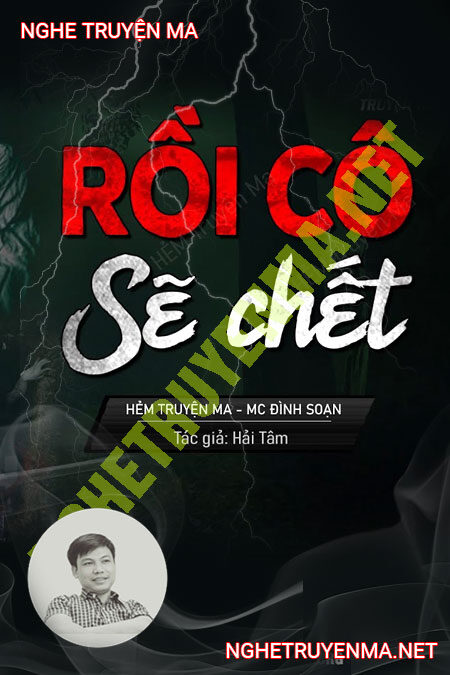 NGHE TRUYỆN MA
RỒI CÔ
Sẽ chết
HẺM TRUYỆN MA - MC ĐÌNH SOẠN
Tác giả: Hải Tâm
NGHETRUYENMA.NET
NGHETRUYENMA.NET